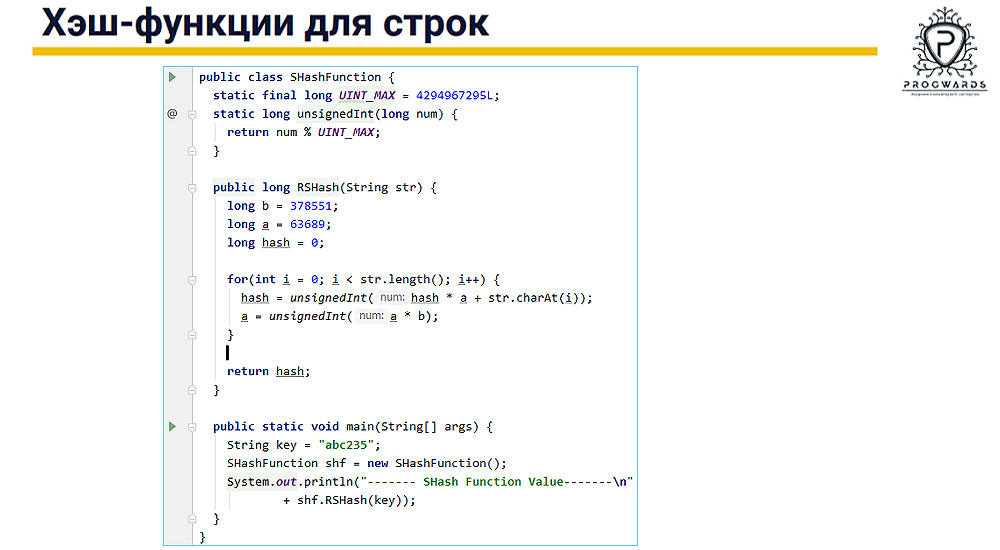 Хэш-функции для строк
PROGWARDS
public class SHashFunction {
static final long UINT_MAX = 4294967295L;
@ static long unsignedInt(long num) {
return num % UINT_MAX;
}
public long RSHash(String str) {
long b = 378551;
long a = 63689;
long hash = 0;
for(int i = 0; i < str.length(); i++) {
hash = unsignedInt( num: hash * a + str.charAt(i));
a = unsignedInt( num: a * b);
}
return hash;
}
public static void main(String[] args) {
String key = "abc235";
SHashFunction shf = new SHashFunction();
System.out.println("------- SHash Function Value-------\n"
+ shf.RSHash(key));
}
}